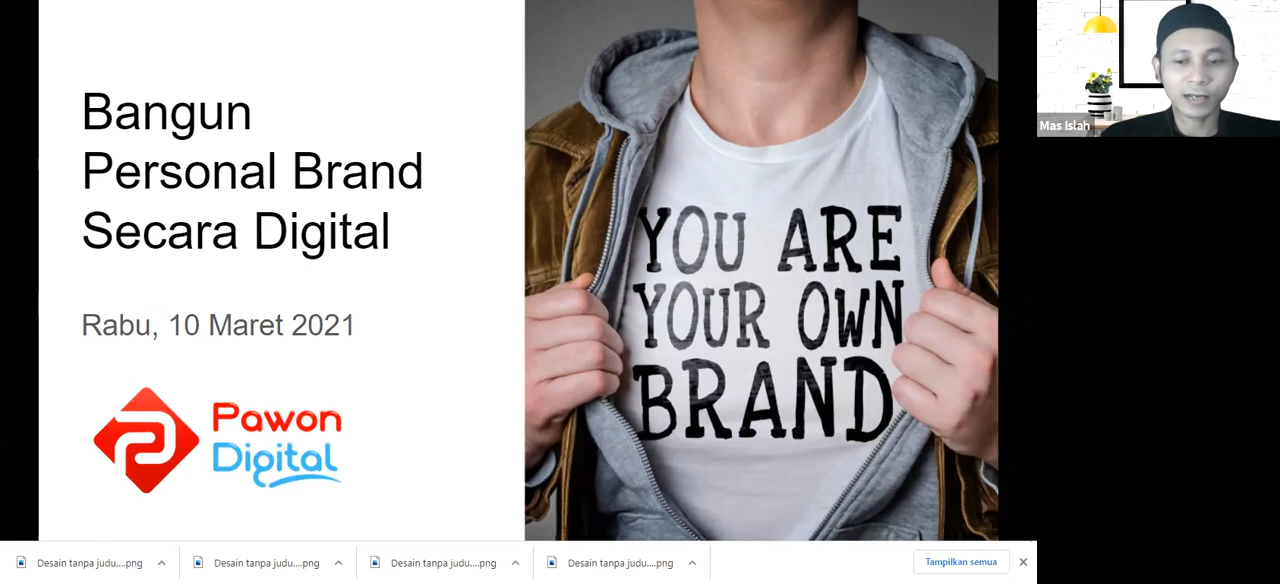 Bangun
Personal Brand
Secara Digital
Rabu, 10 Maret 2021
Pawon
Digital
YOU ARE
YOUR OWN
BRAND
Mas Islah
Desain tanpa judu....png
Desain tanpa judu....png
Desain tanpa judu....png
Desain tanpa judu....png
Tampilkan semua